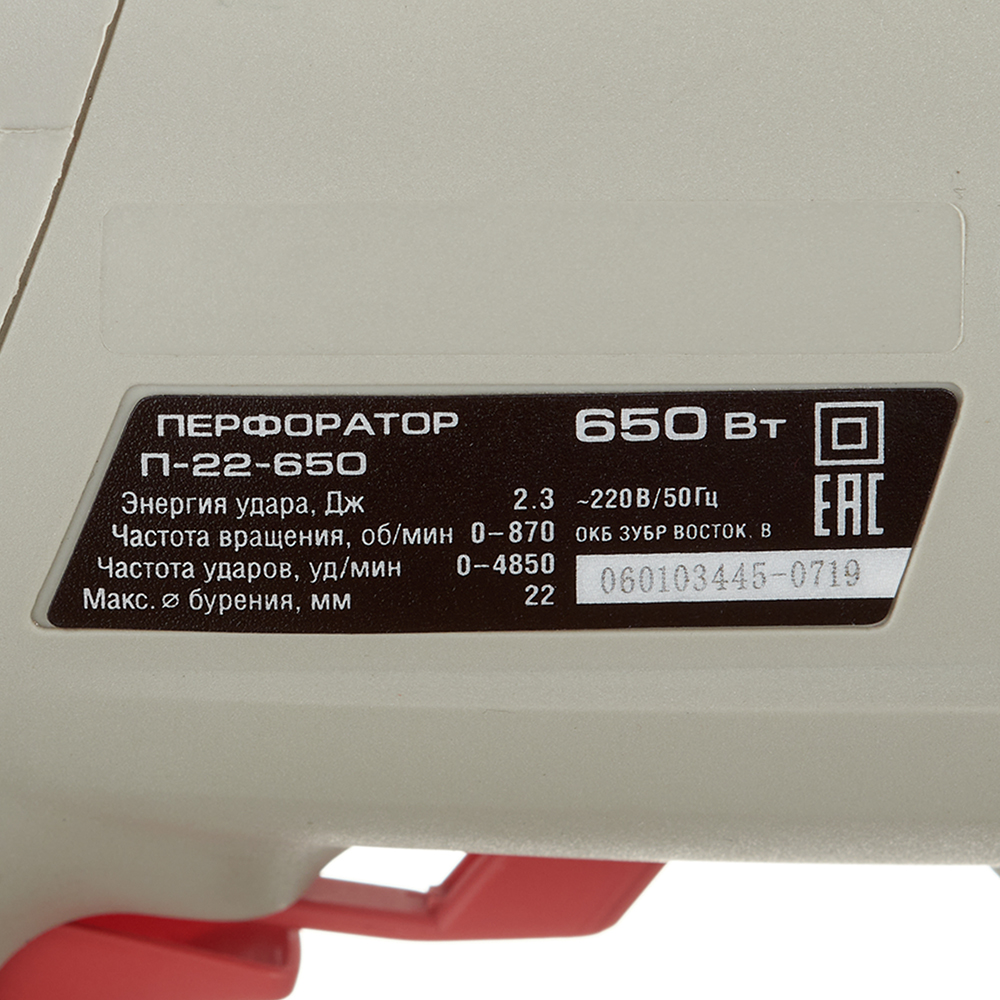 ПЕРФОРАТОР 650 Вт
П-22-650
Энергия удара, Дж 2.3 ~220В/50Гц
EAC
Частота вращения, об/мин 0-870 ОКБ ЗУБР ВОСТОК. В
Частота ударов, уд/мин 0-4850 060103445-0719
Макс. ⌀ бурения, мм 22